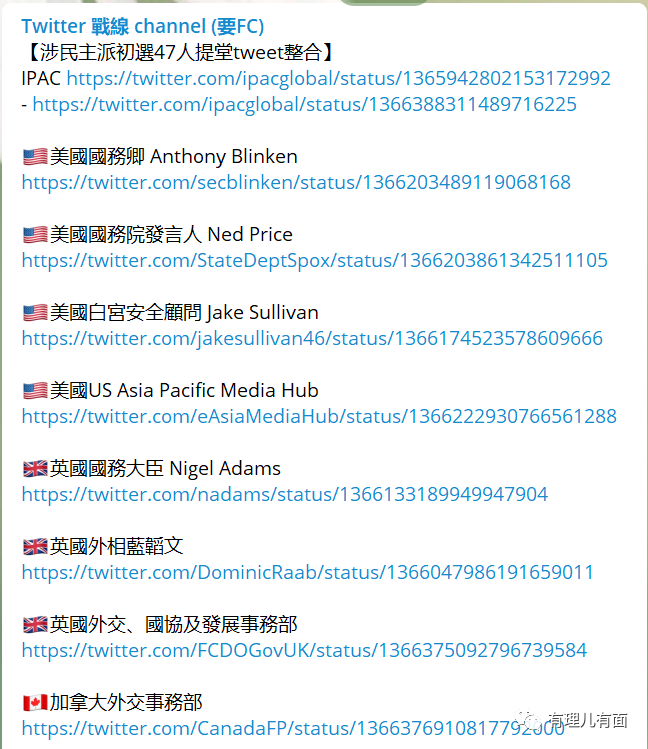 Twitter 戰線 channel (要FC)
【涉民主派初選47人提堂tweet整合】
IPAC https://twitter.com/ipacglobal/status/1365942802153172992
- https://twitter.com/ipacglobal/status/1366388311489716225
🇺🇸美國國務卿 Anthony Blinken
https://twitter.com/secblinken/status/1366203489119068168
🇺🇸美國國務院發言人 Ned Price
https://twitter.com/StateDeptSpox/status/1366203861342511105
🇺🇸美國白宮安全顧問 Jake Sullivan
https://twitter.com/jakesullivan46/status/1366174523578609666
🇺🇸美國US Asia Pacific Media Hub
https://twitter.com/eAsiaMediaHub/status/1366222930766561288
🇬🇧英國國務大臣 Nigel Adams
https://twitter.com/nadams/status/1366133189949947904
🇬🇧英國外相藍韜文
https://twitter.com/DominicRaab/status/1366047986191659011
🇬🇧英國外交、國協及發展事務部
https://twitter.com/FCDOGovUK/status/1366375092796739584
🇨🇦加拿大外交事務部
https://twitter.com/CanadaFP/status/1366376910817792000
有理儿有面